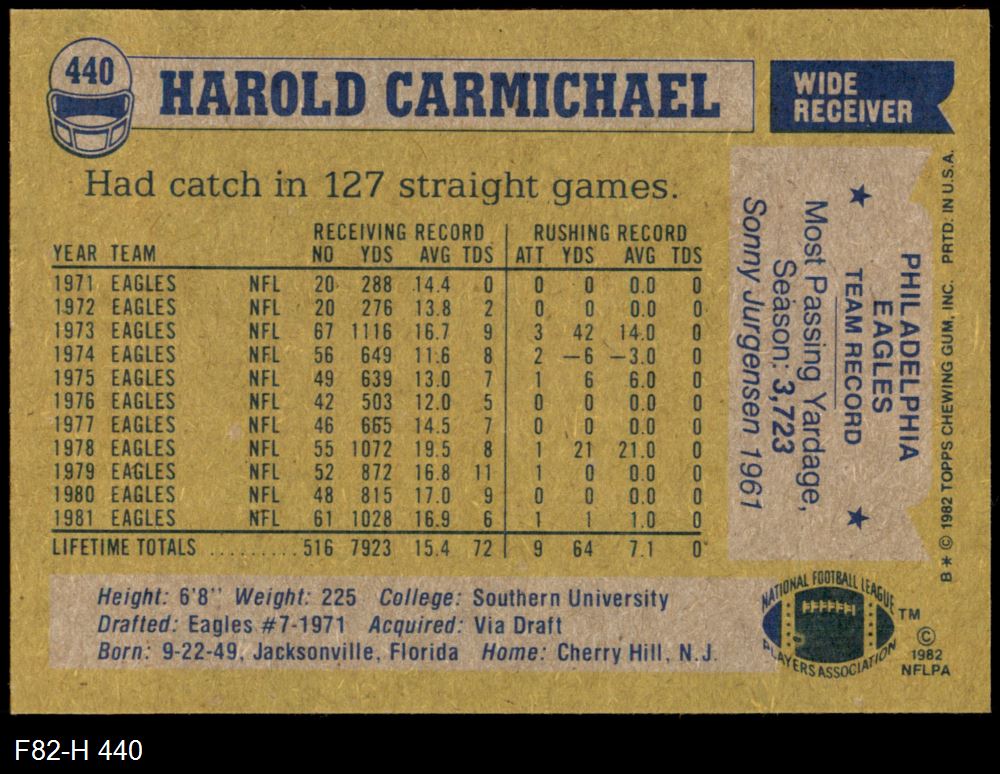 440
HAROLD CARMICHAEL
WIDE
RECEIVER
Had catch in 127 straight games.
RECEIVING RECORD RUSHING RECORD
YEAR TEAM NO YDS AVG TDS ATT YDS AVG TDS
1971 EAGLES NFL 20 288 14.4 0 0 0 0.0 0
1972 EAGLES NFL 20 276 13.8 2 0 0 0.0 0
1973 EAGLES NFL 67 1116 16.7 9 3 42 14.0 0
1974 EAGLES NFL 56 649 11.6 8 2 −6 −3.0 0
1975 EAGLES NFL 49 639 13.0 7 1 6 6.0 0
1976 EAGLES NFL 42 503 12.0 5 0 0 0.0 0
1977 EAGLES NFL 46 665 14.5 7 0 0 0.0 0
1978 EAGLES NFL 55 1072 19.5 8 1 21 21.0 0
1979 EAGLES NFL 52 872 16.8 11 1 0 0.0 0
1980 EAGLES NFL 48 815 17.0 9 0 0 0.0 0
1981 EAGLES NFL 61 1028 16.9 6 1 1 1.0 0
LIFETIME TOTALS .......... 516 7923 15.4 72 9 64 7.1 0
PHILADELPHIA
EAGLES
TEAM RECORD
Most Passing Yardage,
Season: 3,723
Sonny Jurgensen 1961
B * © 1982 TOPPS CHEWING GUM, INC. PRTD. IN U.S.A.
Height: 6'8" Weight: 225 College: Southern University
Drafted: Eagles #7-1971 Acquired: Via Draft
Born: 9-22-49, Jacksonville, Florida Home: Cherry Hill, N.J.
NATIONAL FOOTBALL LEAGUE
PLAYERS ASSOCIATION
TM
©
1982
NFLPA
F82-H 440